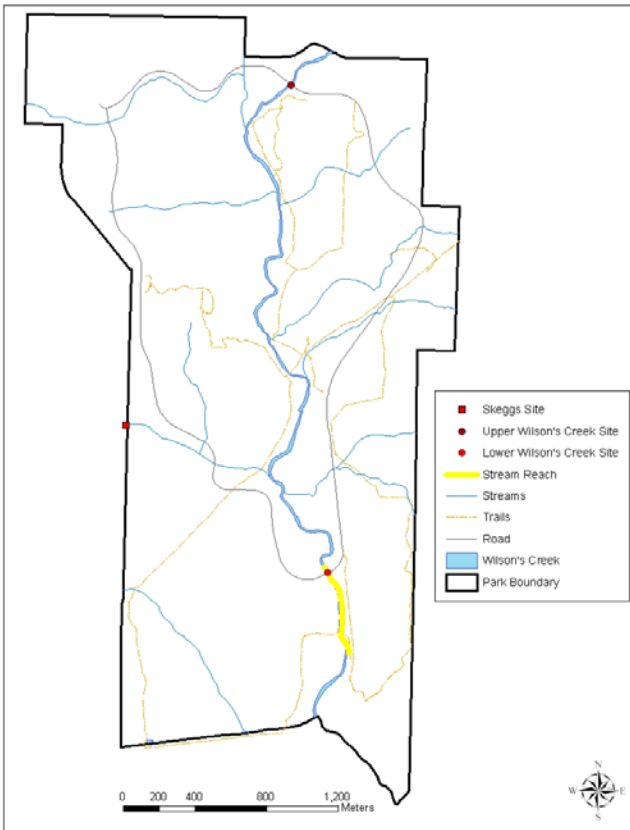 Skeggs Site
Upper Wilson's Creek Site
Lower Wilson's Creek Site
Stream Reach
Streams
Trails
Road
Wilson's Creek
Park Boundary
0 200 400 800 1,200
Meters
N
W E
S